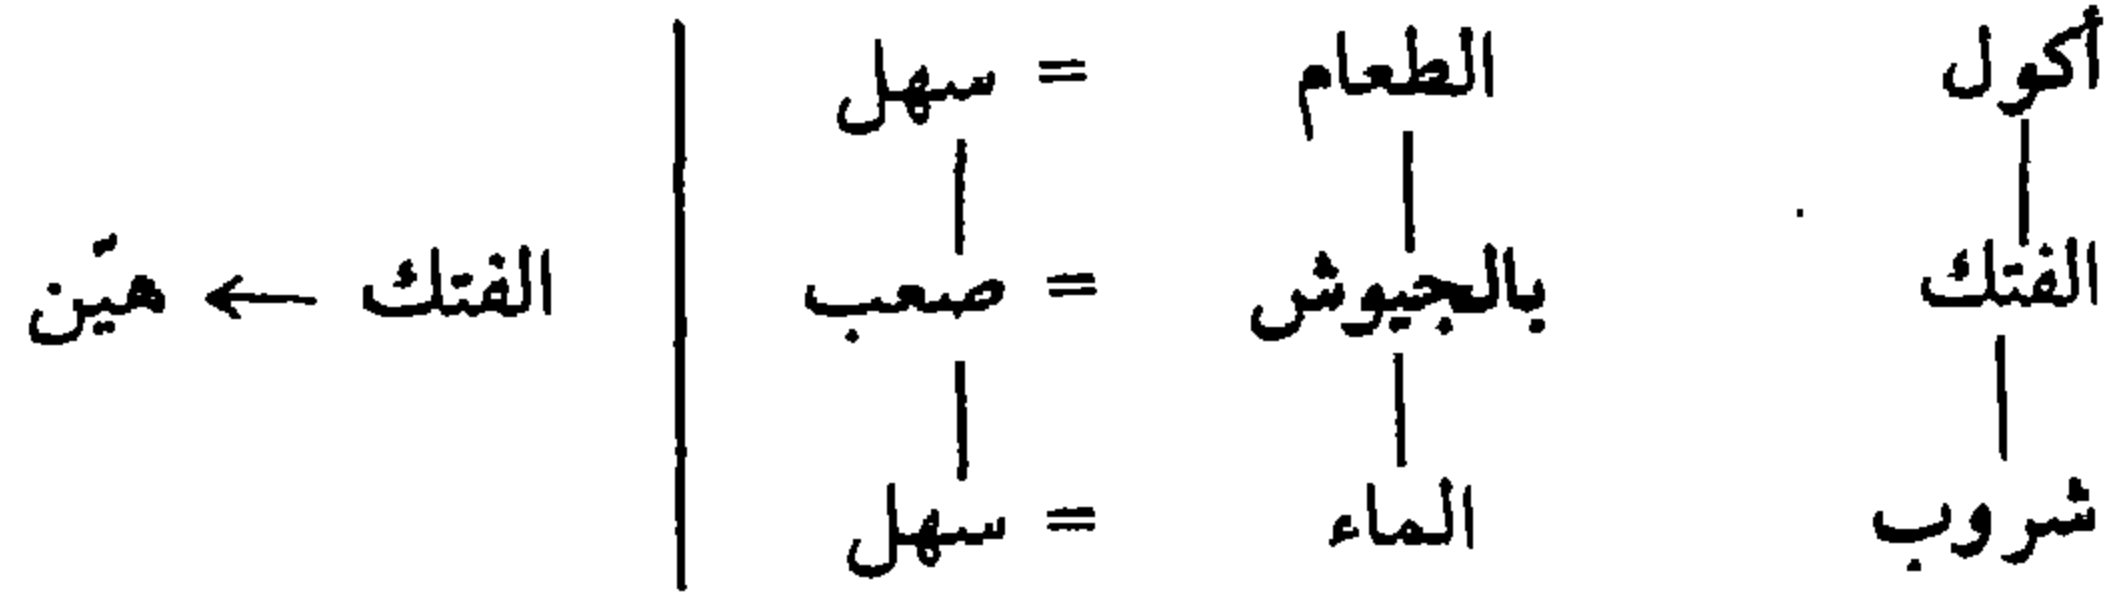 أكول الطعام = سهل
الفتك بالجيوش = صعب الفتك ← هيّن
شروب الماء = سهل